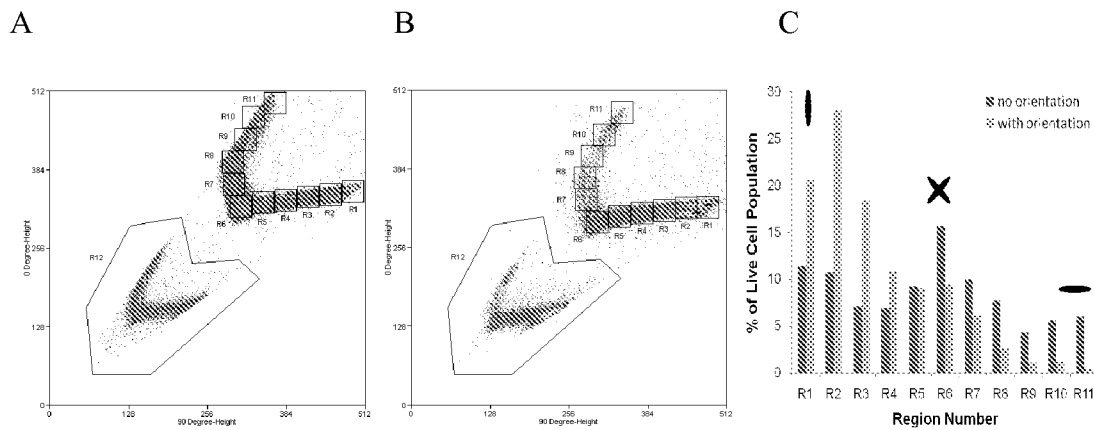 A
B
C
512
384
256
128
0
0 Degree-Height
R11
R10
R9
R8
R7
R6
R5
R4
R3
R2
R1
R12
0
128
256
384
512
90 Degree-Height
512
384
256
128
0
0 Degree-Height
R11
R10
R9
R8
R7
R6
R5
R4
R3
R2
R1
R12
0
128
256
384
512
90 Degree-Height
% of Live Cell Population
30
25
20
15
10
5
0
no orientation
with orientation
R1 R2 R3 R4 R5 R6 R7 R8 R9 R10 R11
Region Number